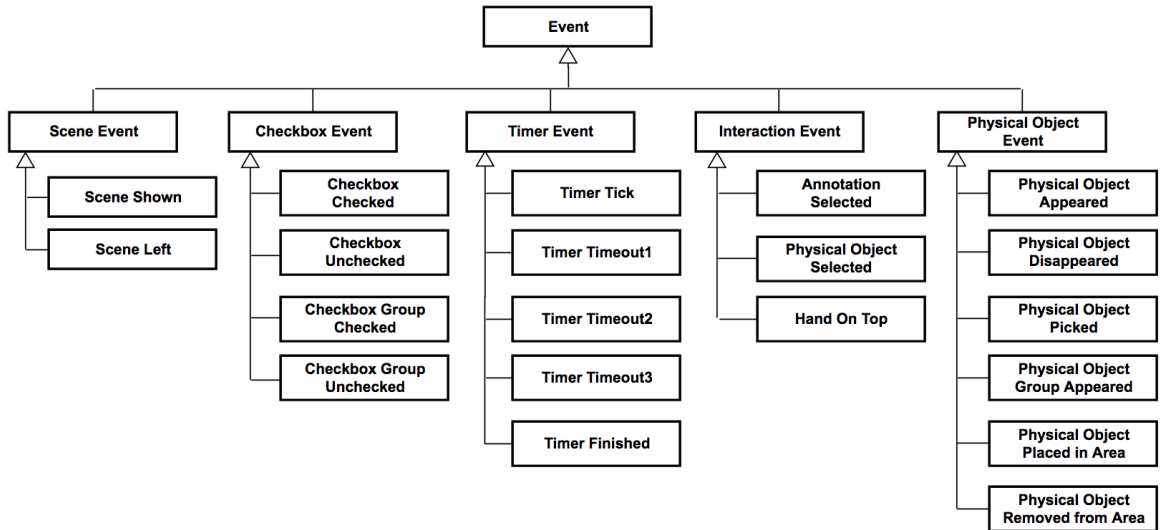 Event
Scene Event
Checkbox Event
Timer Event
Interaction Event
Physical Object
Event
Scene Shown
Scene Left
Checkbox
Checked
Checkbox
Unchecked
Checkbox Group
Checked
Checkbox Group
Unchecked
Timer Tick
Timer Timeout1
Timer Timeout2
Timer Timeout3
Timer Finished
Annotation
Selected
Physical Object
Selected
Hand On Top
Physical Object
Appeared
Physical Object
Disappeared
Physical Object
Picked
Physical Object
Group Appeared
Physical Object
Placed in Area
Physical Object
Removed from Area